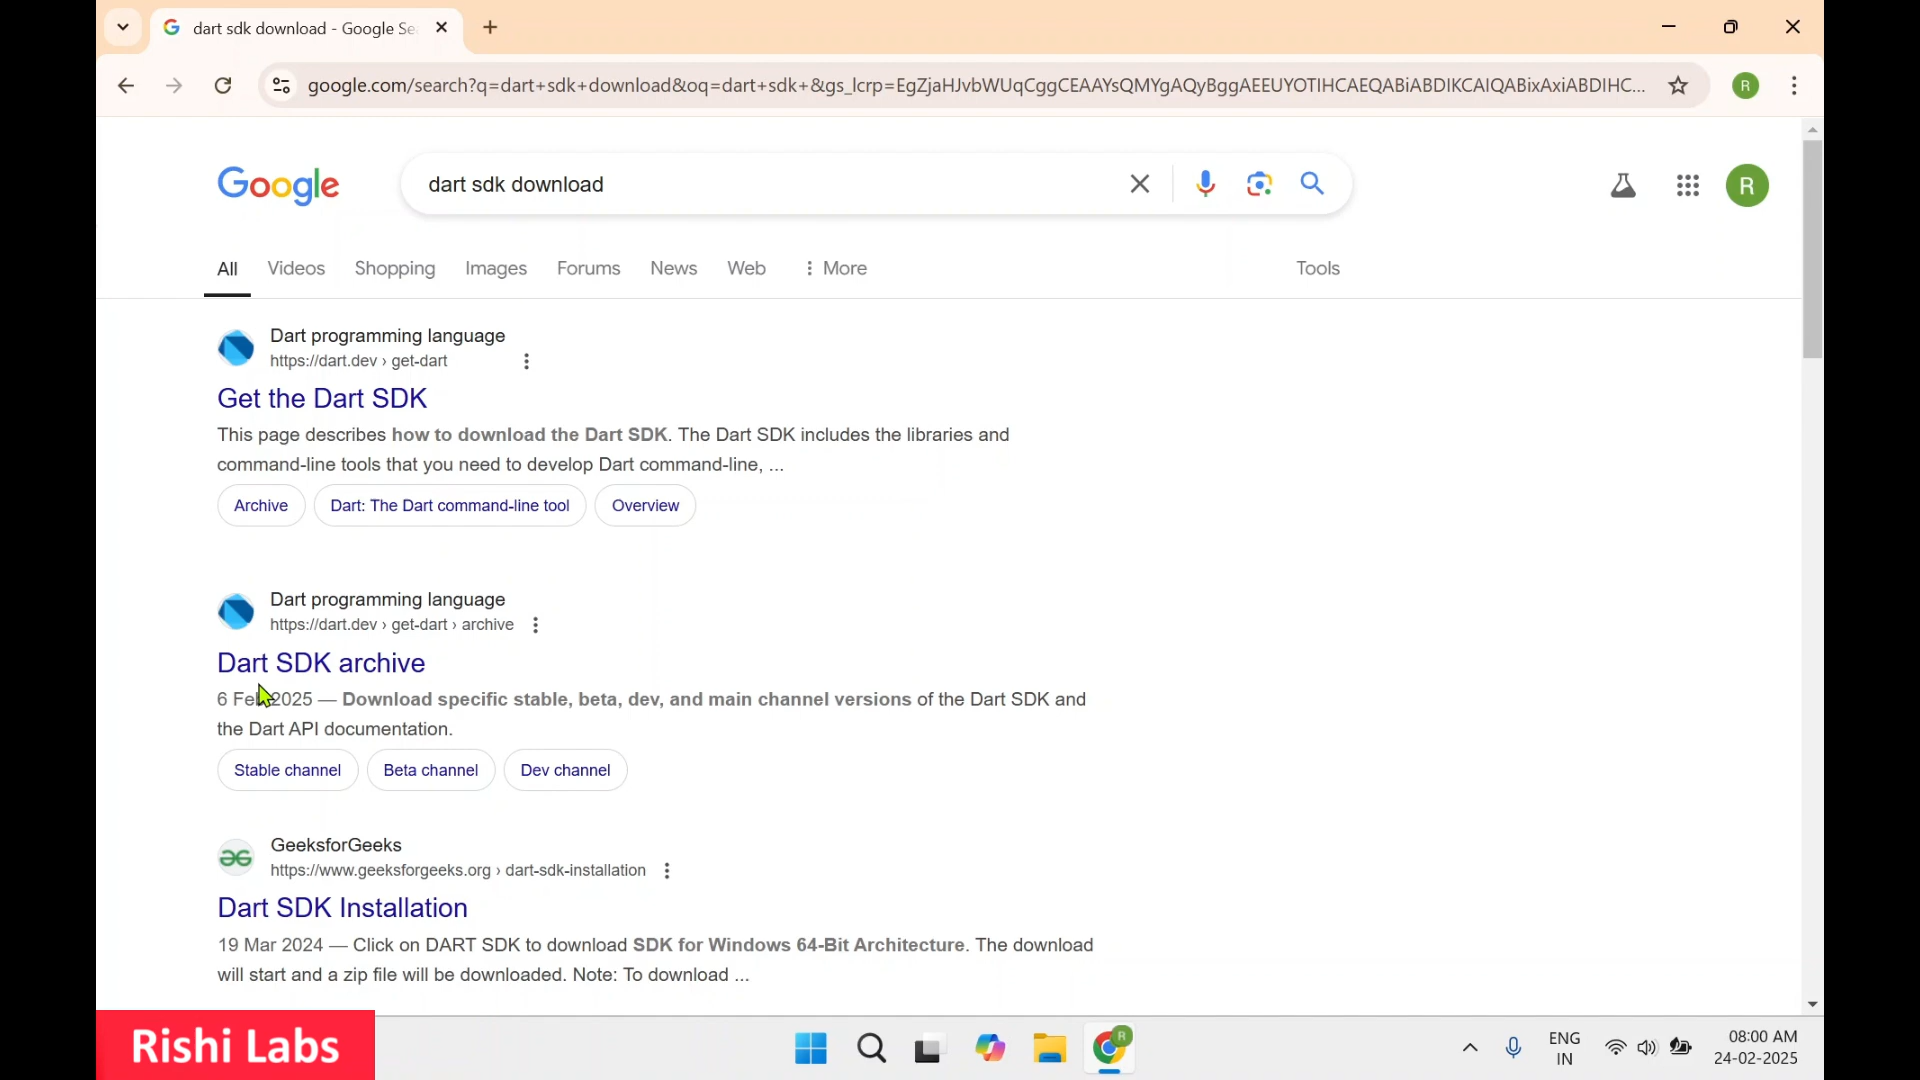 dart sdk download - Google Se
google.com/search?q=dart+sdk+download&oq=dart+sdk+&gs_lcrp=EgZjaHJvbWUqCggCEAAYsQMYgAQyBggAEEUYOTIHCAEQABiABDIKCAIQABixAxiABDIHC...
R
Google
dart sdk download
R
All Videos Shopping Images Forums News Web More Tools
Dart programming language
https://dart.dev › get-dart
Get the Dart SDK
This page describes how to download the Dart SDK. The Dart SDK includes the libraries and
command-line tools that you need to develop Dart command-line, ...
Archive Dart: The Dart command-line tool Overview
Dart programming language
https://dart.dev › get-dart › archive
Dart SDK archive
6 Feb 2025 — Download specific stable, beta, dev, and main channel versions of the Dart SDK and
the Dart API documentation.
Stable channel Beta channel Dev channel
GeeksforGeeks
https://www.geeksforgeeks.org › dart-sdk-installation
Dart SDK Installation
19 Mar 2024 — Click on DART SDK to download SDK for Windows 64-Bit Architecture. The download
will start and a zip file will be downloaded. Note: To download ...
Rishi Labs
R
ENG
IN
08:00 AM
24-02-2025